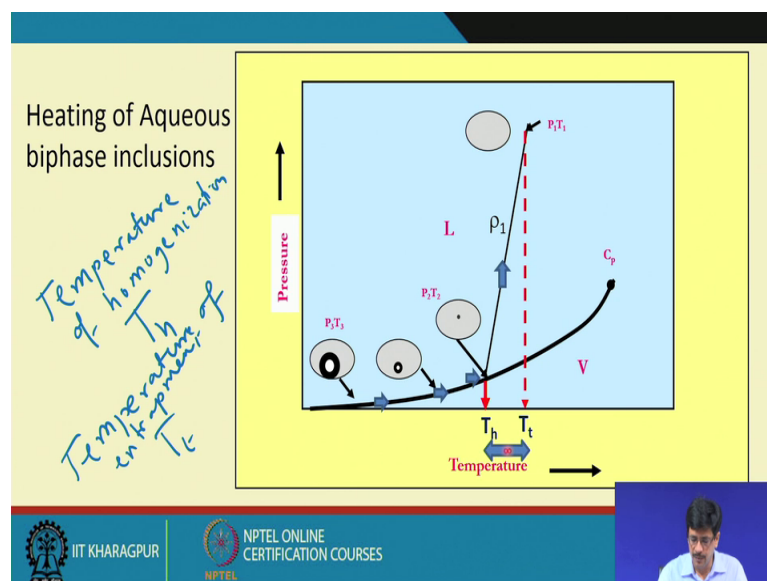 Heating of Aqueous
biphase inclusions
Temperature
of homogenization
Th
Temperature of
entrapment
Tt
Pressure
P₁T₁
ρ₁
L
Cp
P₂T₂
P₃T₃
V
Th
Tt
∞
Temperature
IIT KHARAGPUR
NPTEL
NPTEL ONLINE
CERTIFICATION COURSES